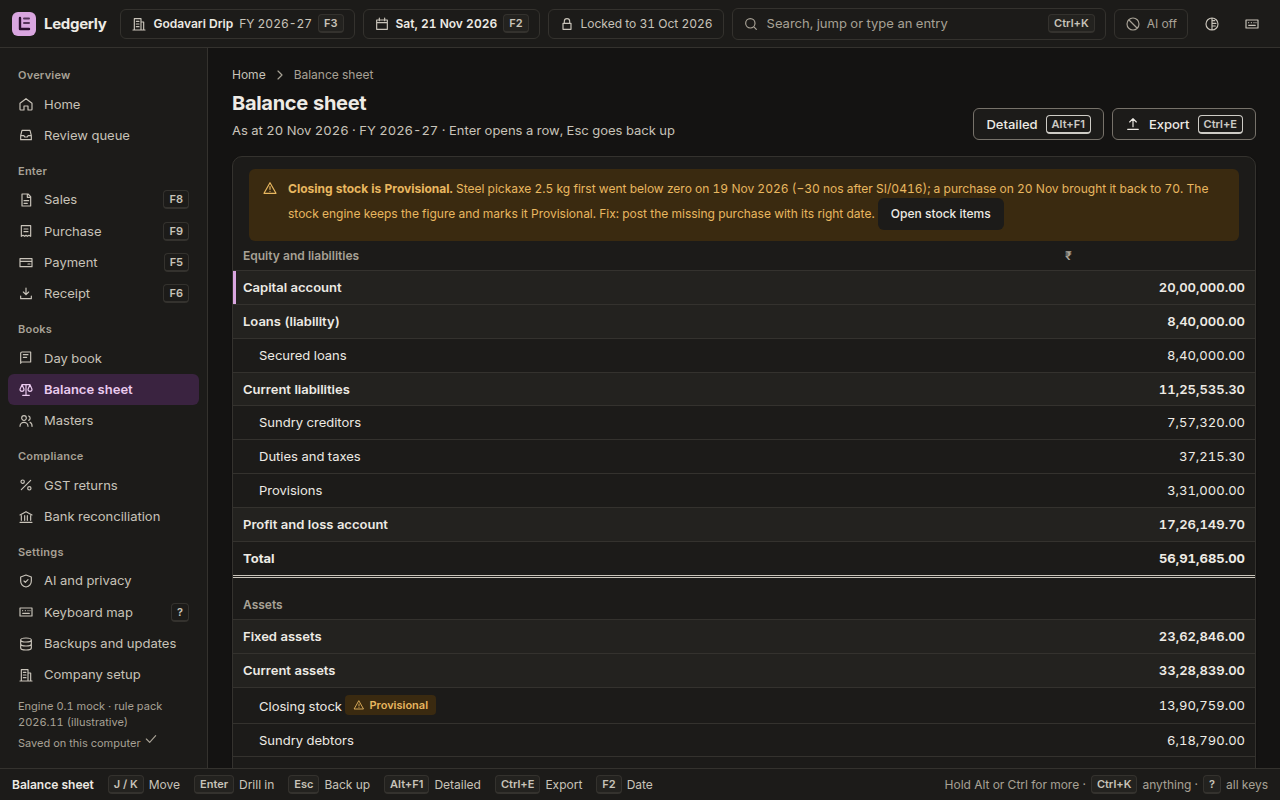 Ledgerly
Godavari Drip FY 2026-27 F3
Sat, 21 Nov 2026 F2
Locked to 31 Oct 2026
Search, jump or type an entry Ctrl+K
AI off
Overview
Home
Review queue
Enter
Sales F8
Purchase F9
Payment F5
Receipt F6
Books
Day book
Balance sheet
Masters
Compliance
GST returns
Bank reconciliation
Settings
AI and privacy
Keyboard map ?
Backups and updates
Company setup
Engine 0.1 mock · rule pack
2026.11 (illustrative)
Saved on this computer
Home > Balance sheet
Balance sheet
As at 20 Nov 2026 · FY 2026-27 · Enter opens a row, Esc goes back up
Detailed Alt+F1
Export Ctrl+E
Closing stock is Provisional. Steel pickaxe 2.5 kg first went below zero on 19 Nov 2026 (−30 nos after SI/0416); a purchase on 20 Nov brought it back to 70. The
stock engine keeps the figure and marks it Provisional. Fix: post the missing purchase with its right date. Open stock items
Equity and liabilities ₹
Capital account 20,00,000.00
Loans (liability) 8,40,000.00
Secured loans 8,40,000.00
Current liabilities 11,25,535.30
Sundry creditors 7,57,320.00
Duties and taxes 37,215.30
Provisions 3,31,000.00
Profit and loss account 17,26,149.70
Total 56,91,685.00
Assets
Fixed assets 23,62,846.00
Current assets 33,28,839.00
Closing stock Provisional 13,90,759.00
Sundry debtors 6,18,790.00
Balance sheet J / K Move Enter Drill in Esc Back up Alt+F1 Detailed Ctrl+E Export F2 Date
Hold Alt or Ctrl for more · Ctrl+K anything · ? all keys